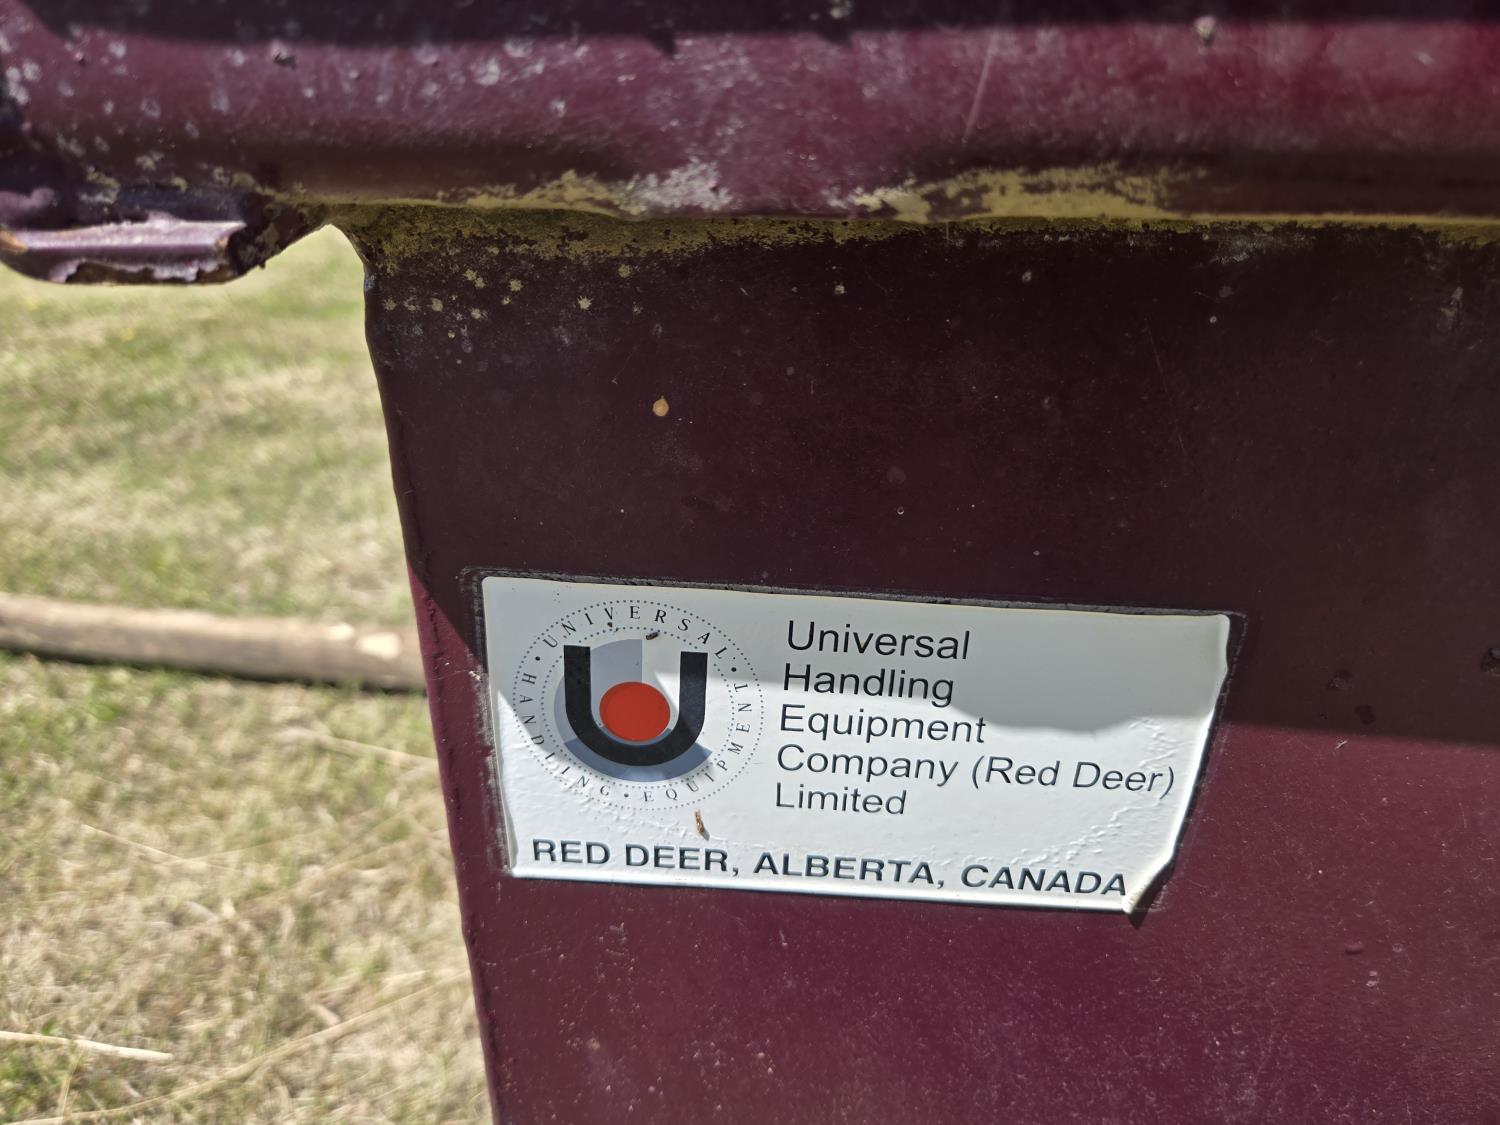 UNIVERSAL • HANDLING • EQUIPMENT •
Universal
Handling
Equipment
Company (Red Deer)
Limited
RED DEER, ALBERTA, CANADA